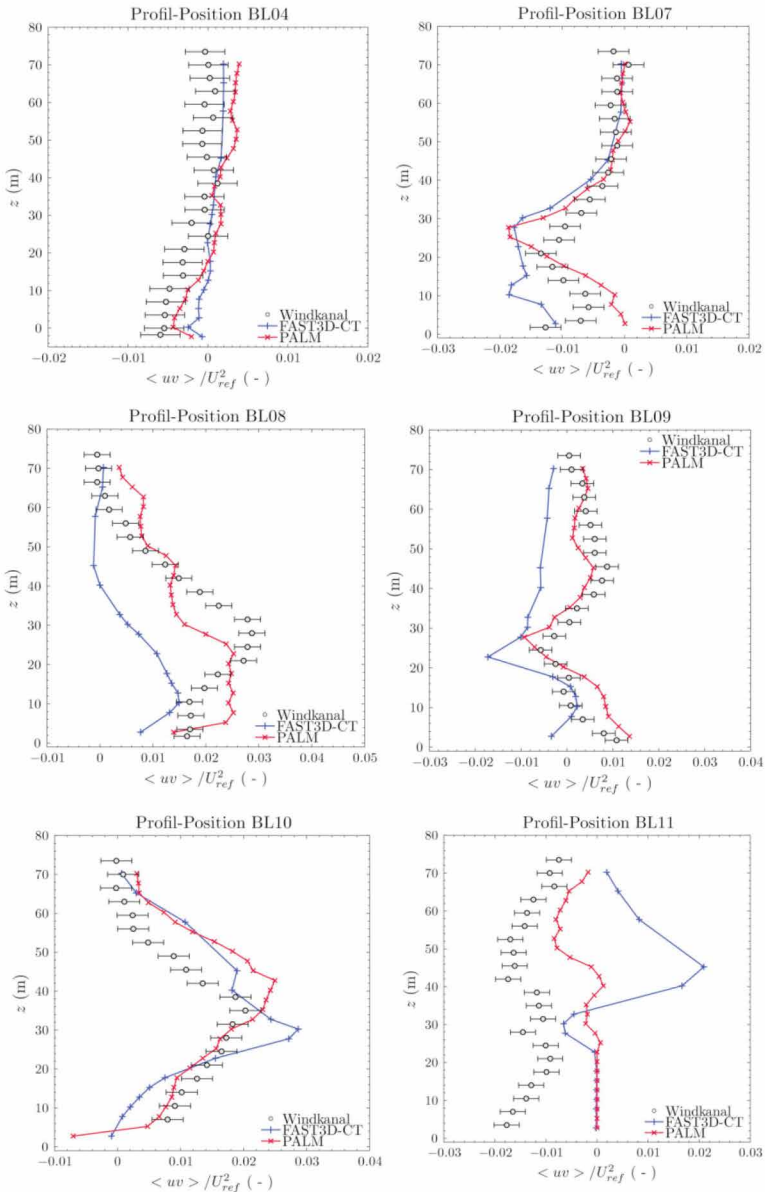 Profil-Position BL04
80
70
60
50
40
30
20
10
0
z (m)
Windkanal
FAST3D-CT
PALM
−0.02 −0.01 0 0.01 0.02
< uv > /U²ref ( - )
Profil-Position BL07
80
70
60
50
40
30
20
10
0
z (m)
Windkanal
FAST3D-CT
PALM
−0.03 −0.02 −0.01 0 0.01 0.02
< uv > /U²ref ( - )
Profil-Position BL08
80
70
60
50
40
30
20
10
0
z (m)
Windkanal
FAST3D-CT
PALM
−0.01 0 0.01 0.02 0.03 0.04 0.05
< uv > /U²ref ( - )
Profil-Position BL09
80
70
60
50
40
30
20
10
0
z (m)
Windkanal
FAST3D-CT
PALM
−0.03 −0.02 −0.01 0 0.01 0.02 0.03 0.04
< uv > /U²ref ( - )
Profil-Position BL10
80
70
60
50
40
30
20
10
0
z (m)
Windkanal
FAST3D-CT
PALM
−0.01 0 0.01 0.02 0.03 0.04
< uv > /U²ref ( - )
Profil-Position BL11
80
70
60
50
40
30
20
10
0
z (m)
Windkanal
FAST3D-CT
PALM
−0.03 −0.02 −0.01 0 0.01 0.02 0.03
< uv > /U²ref ( - )